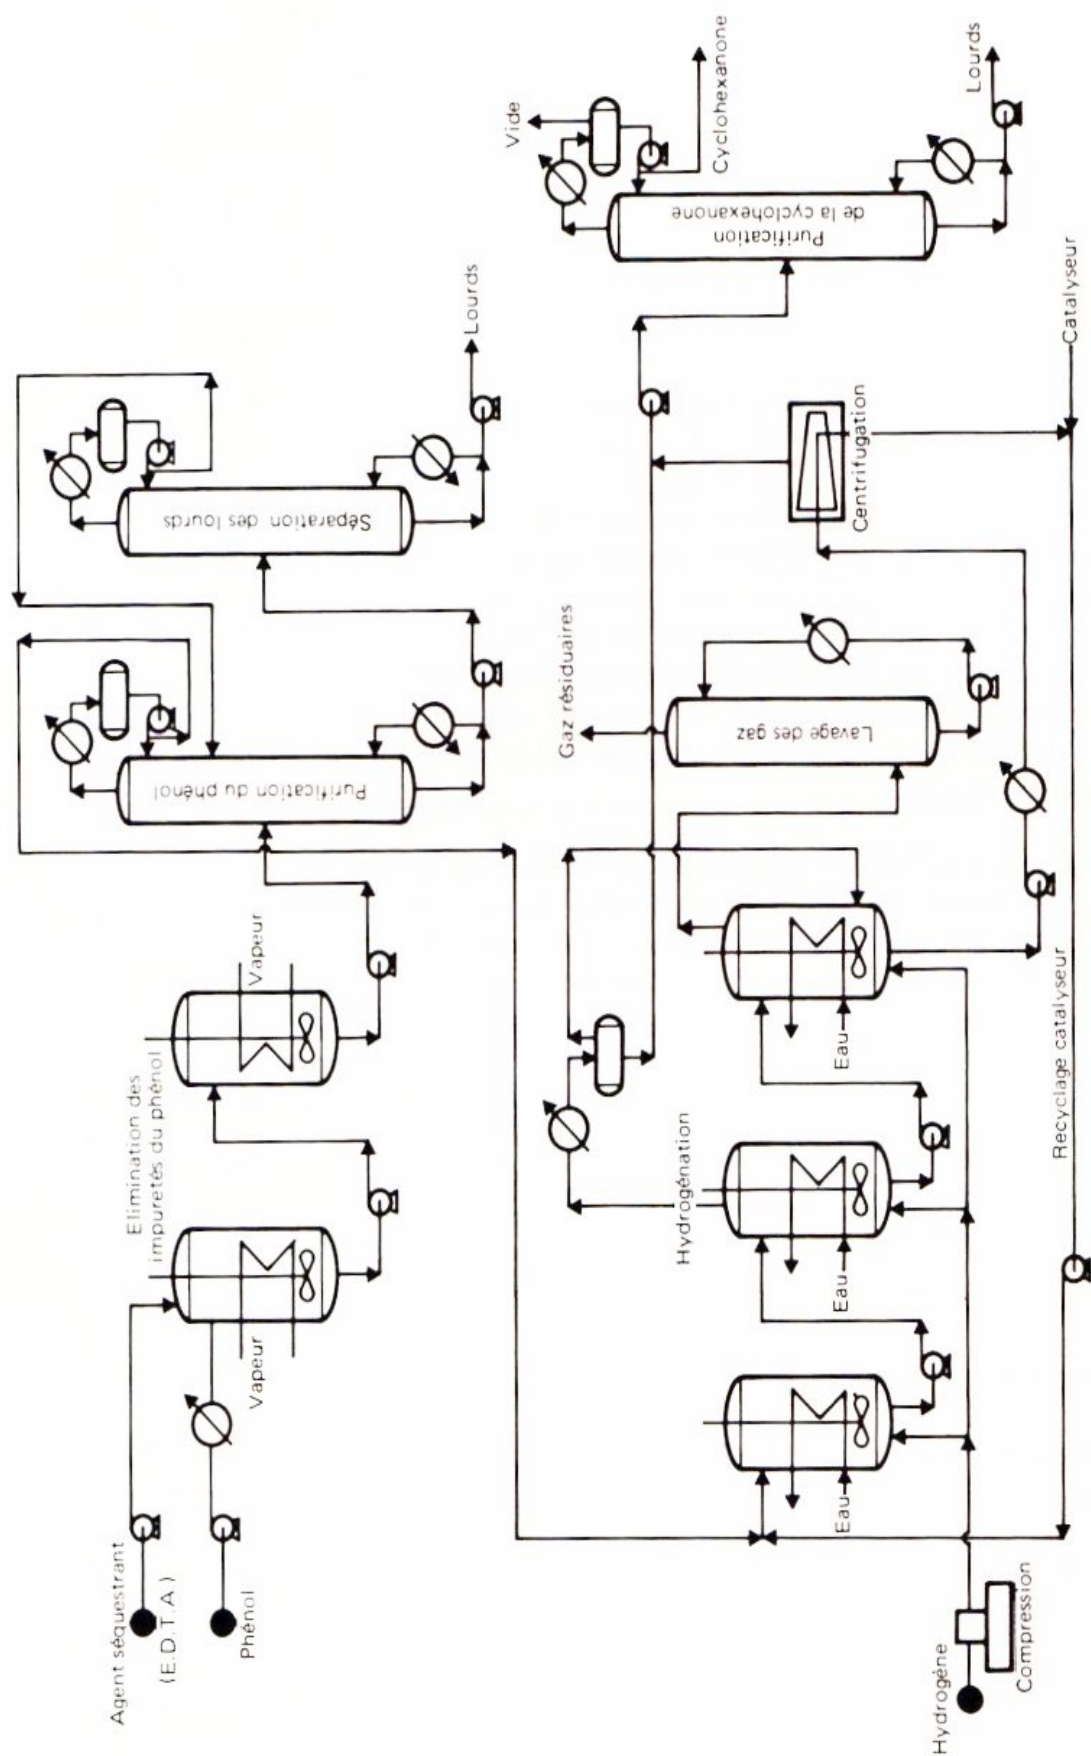 Agent séquestrant
(E.D.T.A)
Phénol
Vapeur
Elimination des
impuretés du phénol
Vapeur
Purification du phénol
Séparation des lourds
Lourds
Hydrogène
Compression
Eau
Eau
Hydrogénation
Eau
Gaz résiduaires
Lavage des gaz
Centrifugation
Recyclage catalyseur
Catalyseur
Vide
Cyclohexanone
Purification
de la cyclohexanone
Lourds